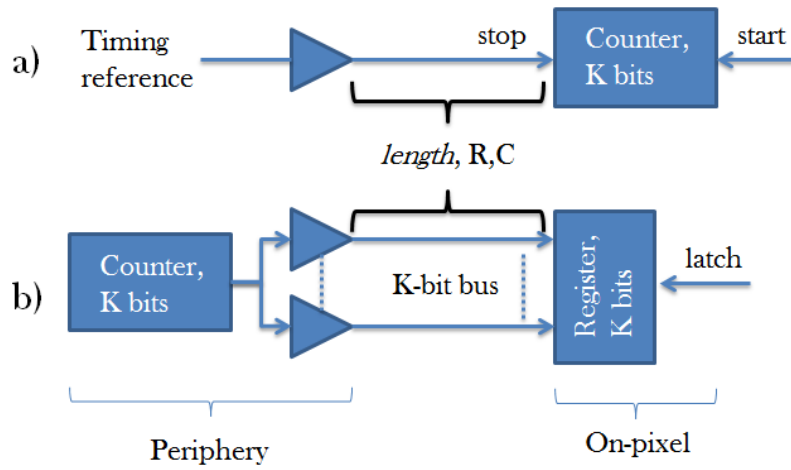 a)
Timing
reference
stop
Counter,
K bits
start
length, R,C
b)
Counter,
K bits
K-bit bus
Register,
K bits
latch
Periphery
On-pixel